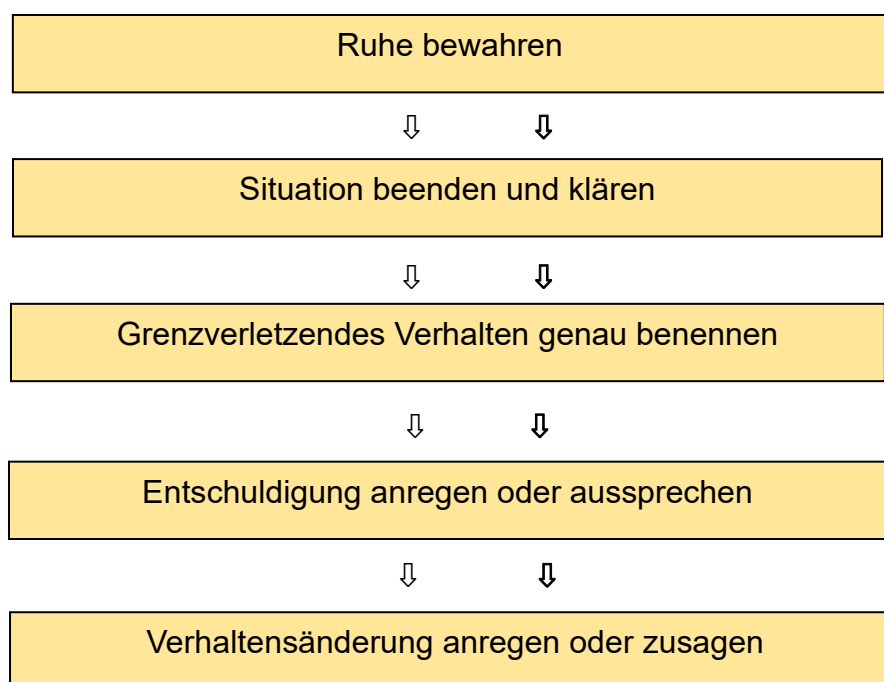 Ruhe bewahren
⇩ ⇩
Situation beenden und klären
⇩ ⇩
Grenzverletzendes Verhalten genau benennen
⇩ ⇩
Entschuldigung anregen oder aussprechen
⇩ ⇩
Verhaltensänderung anregen oder zusagen